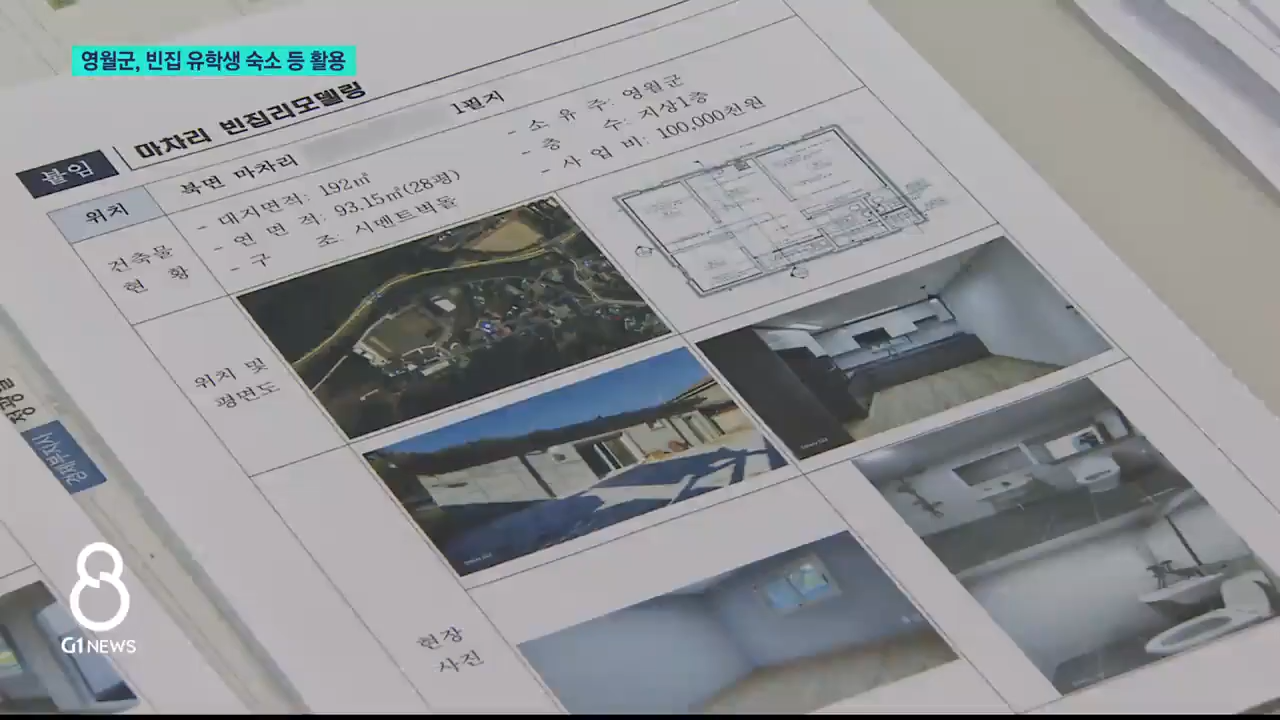 영월군, 빈집 유학생 숙소 등 활용
붙임
마차리 빈집리모델링
위치
북면 마차리
1필지
건축물
현 황
- 대지면적: 192㎡
- 연 면 적: 93.15㎡(28평)
- 구 조: 시멘트벽돌
- 소 유 주: 영월군
- 층 수: 지상1층
- 사 업 비: 100,000천원
위치 및
평면도
현장
사진
8
G1 NEWS